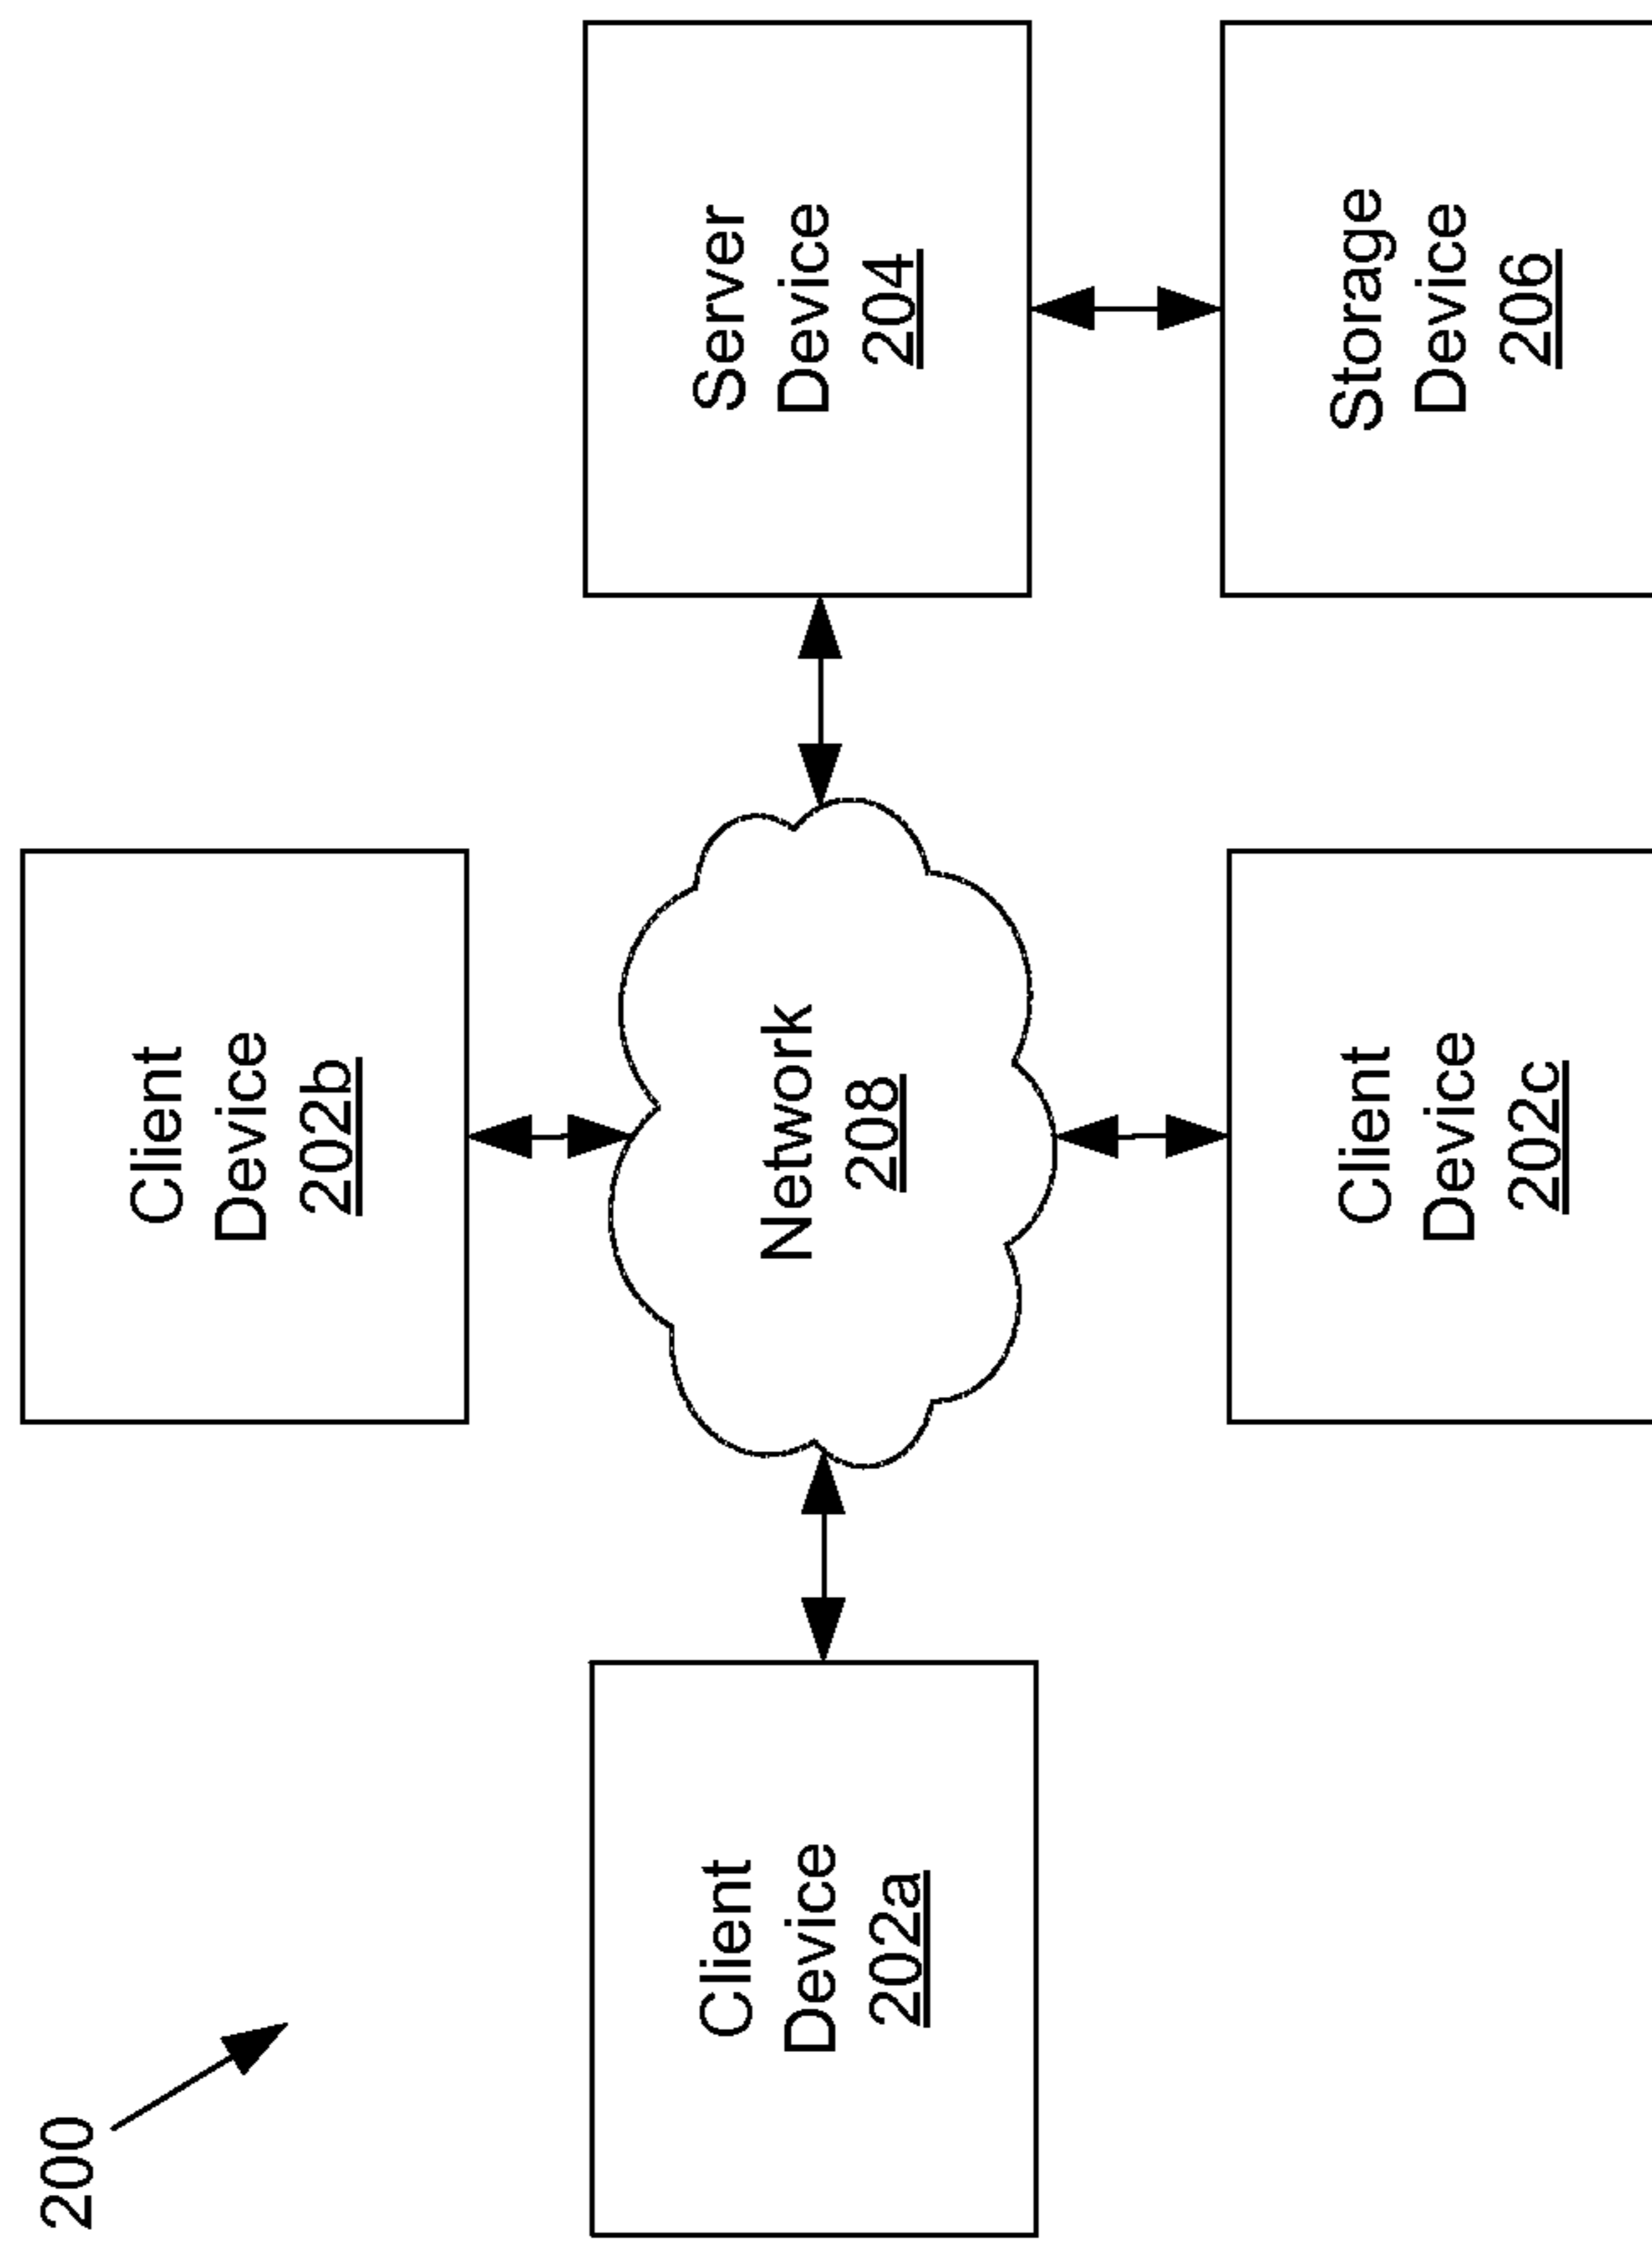 200
Client
Device
202b
Client
Device
202a
Network
208
Server
Device
204
Client
Device
202c
Storage
Device
206